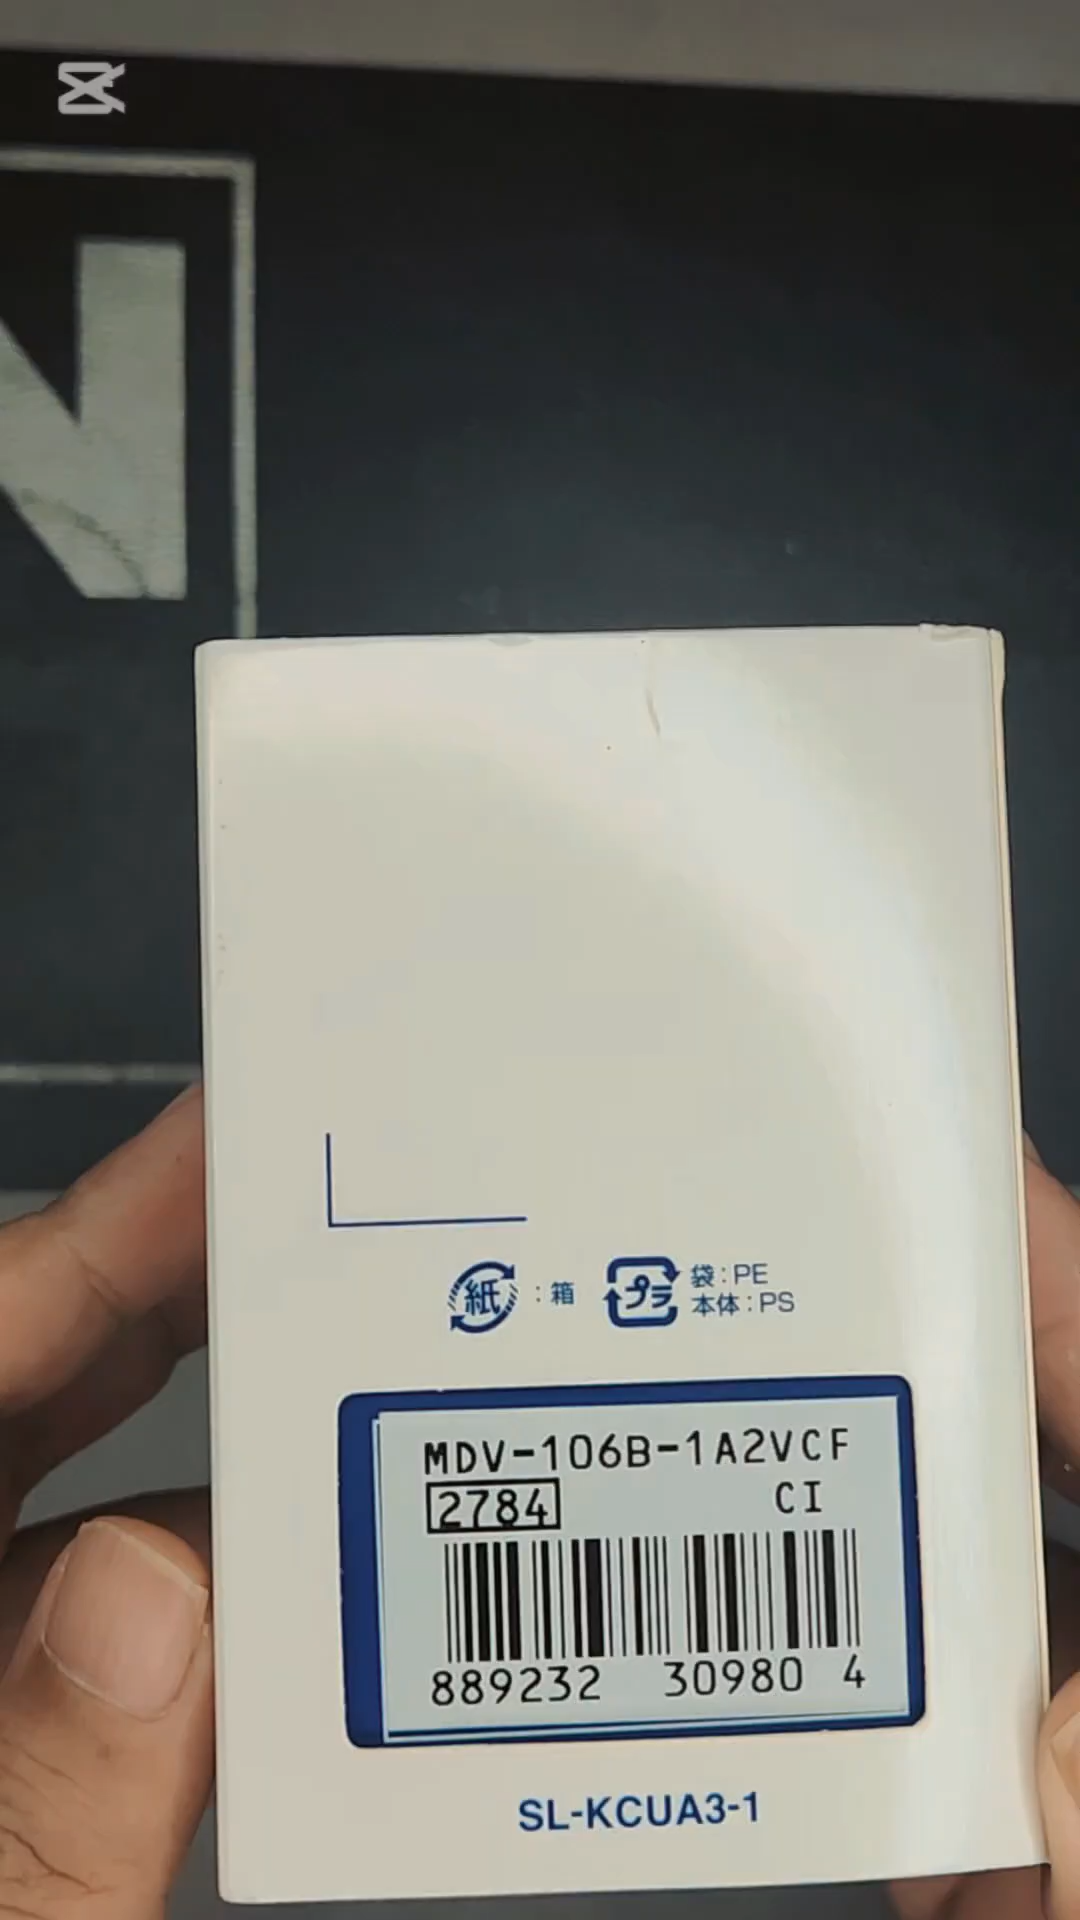 N
紙 : 箱
プラ 袋 : PE
本体 : PS
MDV-106B-1A2VCF
2784 CI
889232 30980 4
SL-KCUA3-1